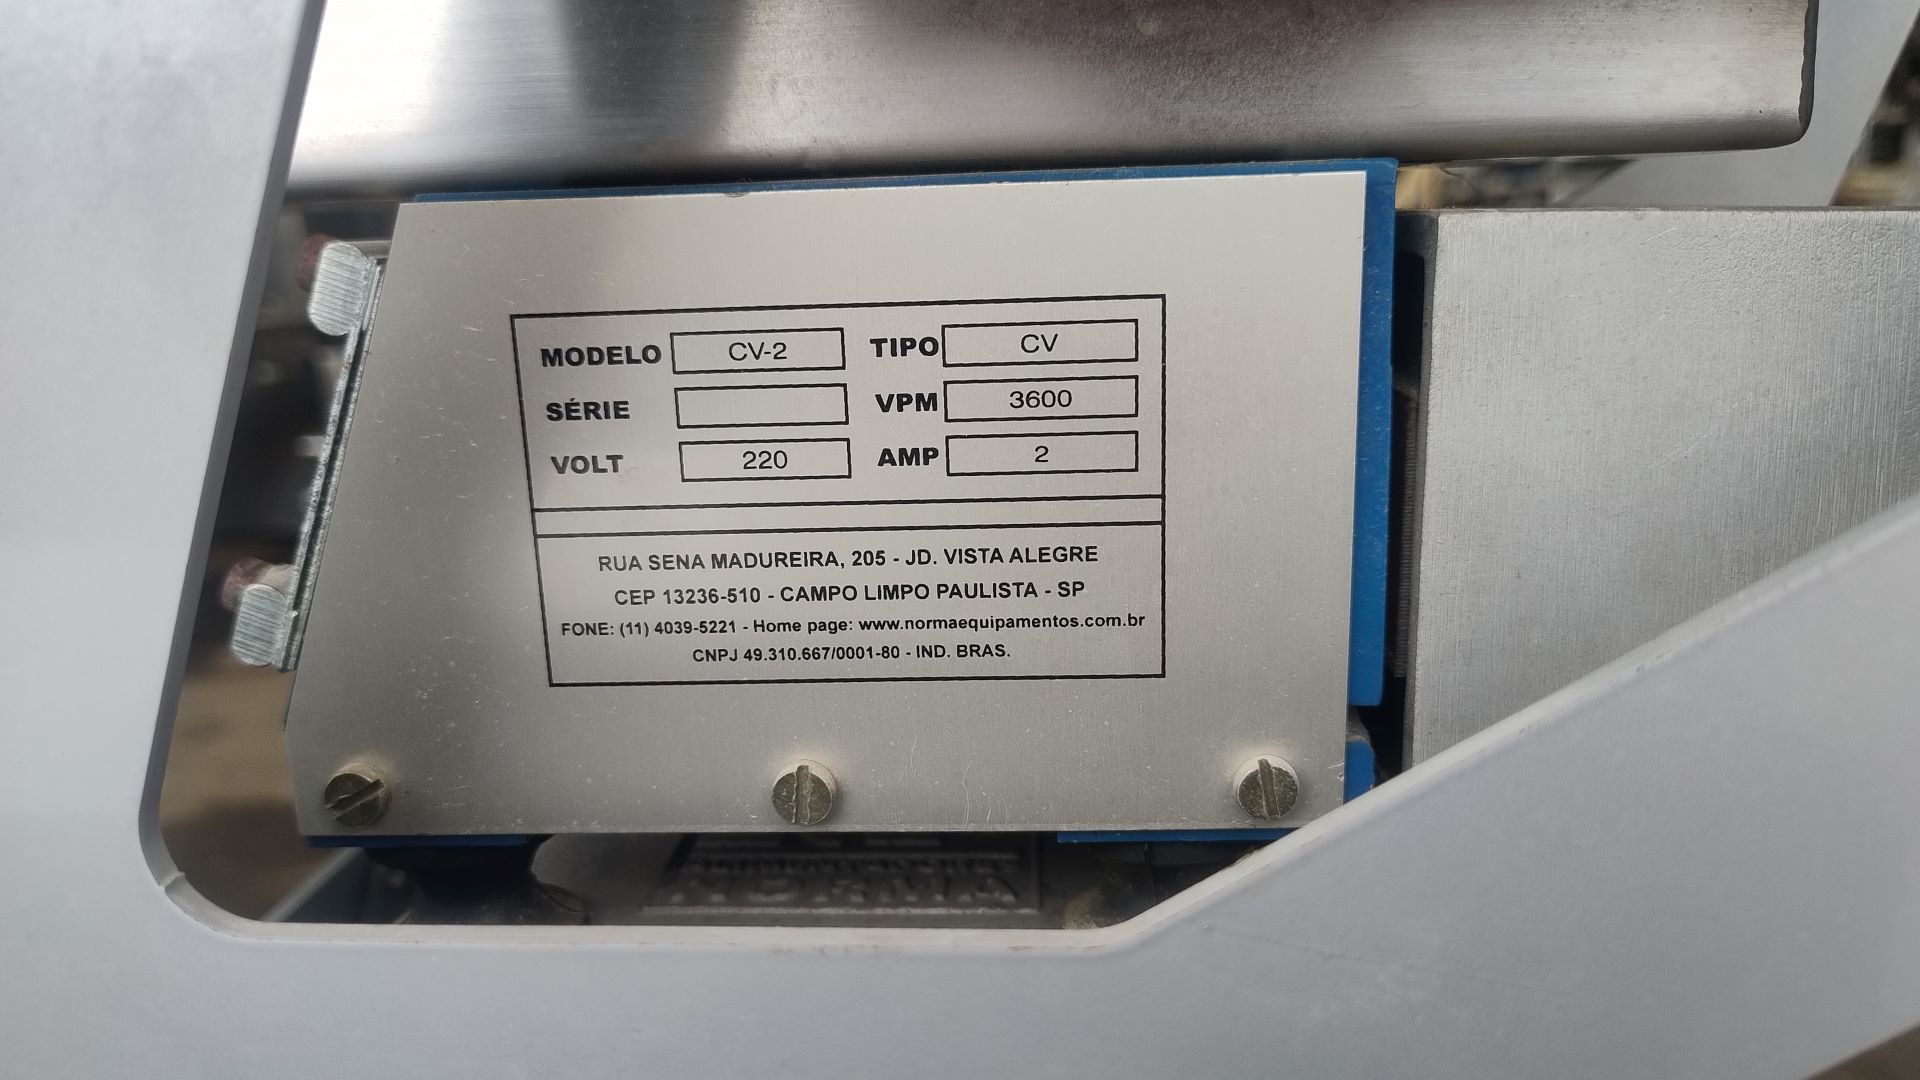 MODELO CV-2 TIPO CV
SÉRIE VPM 3600
VOLT 220 AMP 2
RUA SENA MADUREIRA, 205 - JD. VISTA ALEGRE
CEP 13236-510 - CAMPO LIMPO PAULISTA - SP
FONE: (11) 4039-5221 - Home page: www.normaequipamentos.com.br
CNPJ 49.310.667/0001-80 - IND. BRAS.
NORMA